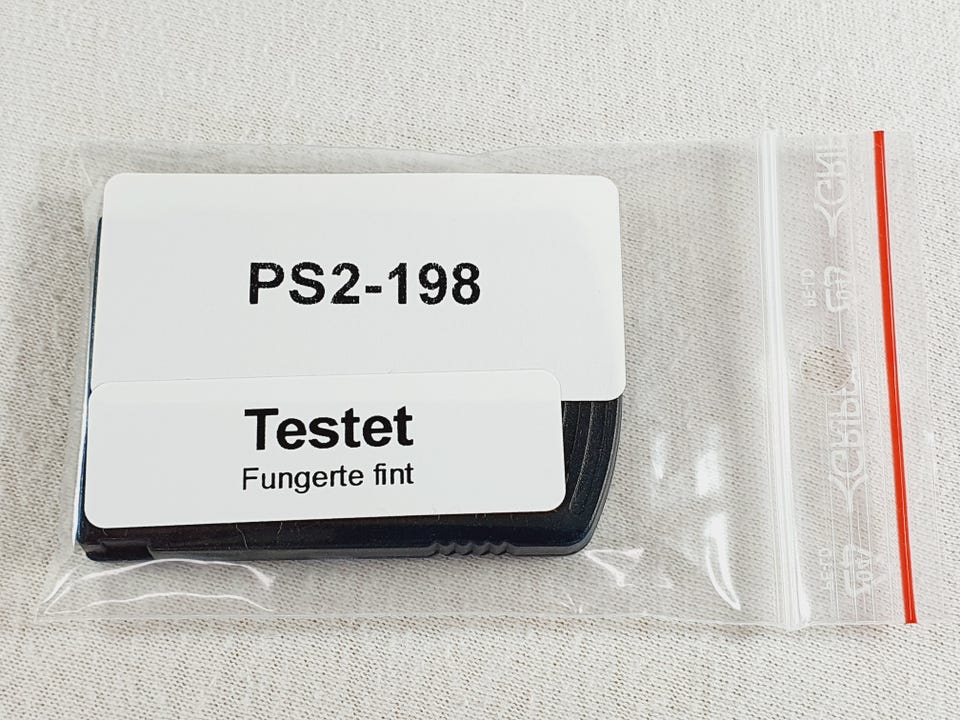 PS2-198
Testet
Fungerte fint